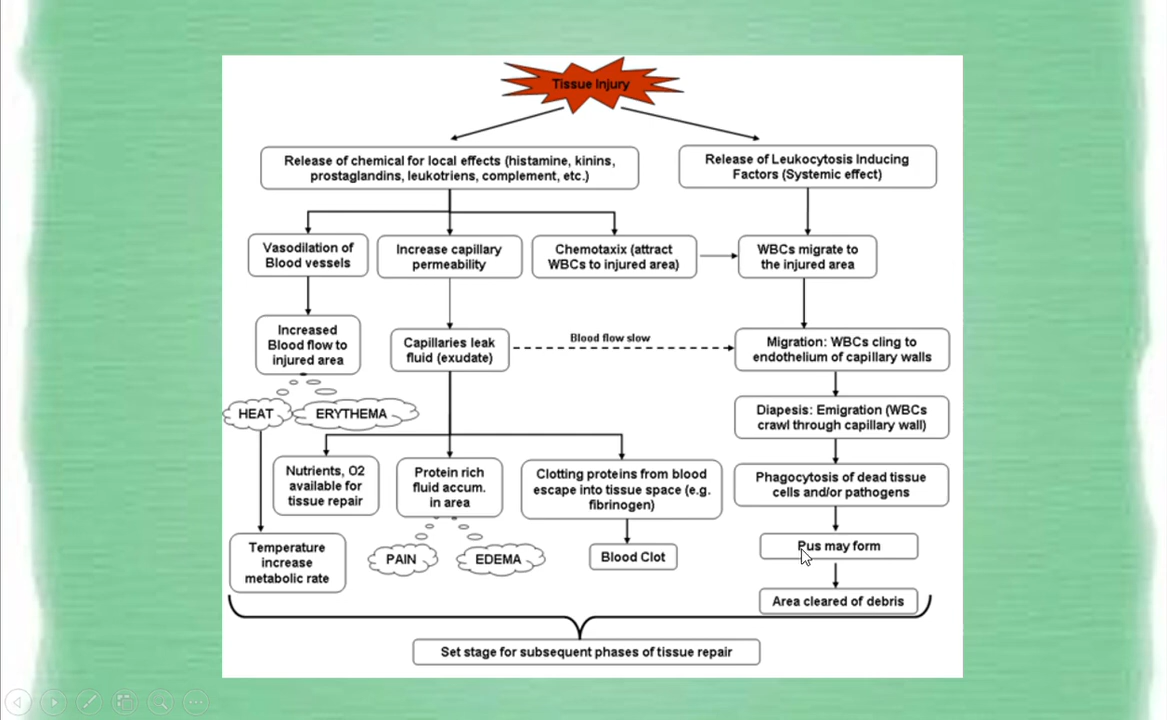 Tissue Injury
Release of chemical for local effects (histamine, kinins,
prostaglandins, leukotriens, complement, etc.)
Release of Leukocytosis Inducing
Factors (Systemic effect)
Vasodilation of
Blood vessels
Increase capillary
permeability
Chemotaxix (attract
WBCs to injured area)
WBCs migrate to
the injured area
Increased
Blood flow to
injured area
Capillaries leak
fluid (exudate)
Blood flow slow
Migration: WBCs cling to
endothelium of capillary walls
HEAT
ERYTHEMA
Diapesis: Emigration (WBCs
crawl through capillary wall)
Nutrients, O2
available for
tissue repair
Protein rich
fluid accum.
in area
Clotting proteins from blood
escape into tissue space (e.g.
fibrinogen)
Phagocytosis of dead tissue
cells and/or pathogens
Temperature
increase
metabolic rate
PAIN
EDEMA
Blood Clot
Pus may form
Area cleared of debris
Set stage for subsequent phases of tissue repair